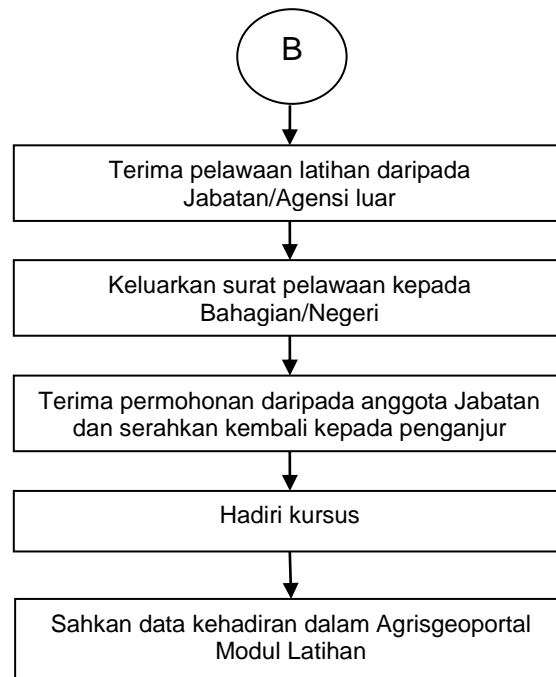 B
Terima pelawaan latihan daripada
Jabatan/Agensi luar
Keluarkan surat pelawaan kepada
Bahagian/Negeri
Terima permohonan daripada anggota Jabatan
dan serahkan kembali kepada penganjur
Hadiri kursus
Sahkan data kehadiran dalam Agrisgeoportal
Modul Latihan